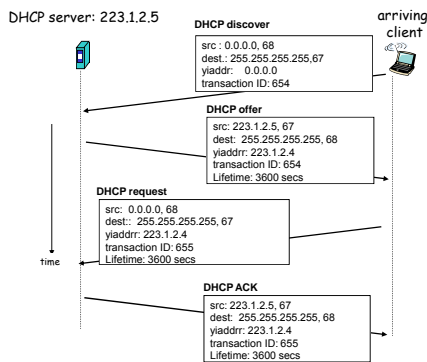 DHCP server: 223.1.2.5
arriving
client
DHCP discover
src : 0.0.0.0, 68
dest.: 255.255.255.255,67
yiaddr: 0.0.0.0
transaction ID: 654
DHCP offer
src: 223.1.2.5, 67
dest: 255.255.255.255, 68
yiaddrr: 223.1.2.4
transaction ID: 654
Lifetime: 3600 secs
DHCP request
src: 0.0.0.0, 68
dest:: 255.255.255.255, 67
yiaddrr: 223.1.2.4
transaction ID: 655
Lifetime: 3600 secs
time
DHCP ACK
src: 223.1.2.5, 67
dest: 255.255.255.255, 68
yiaddrr: 223.1.2.4
transaction ID: 655
Lifetime: 3600 secs